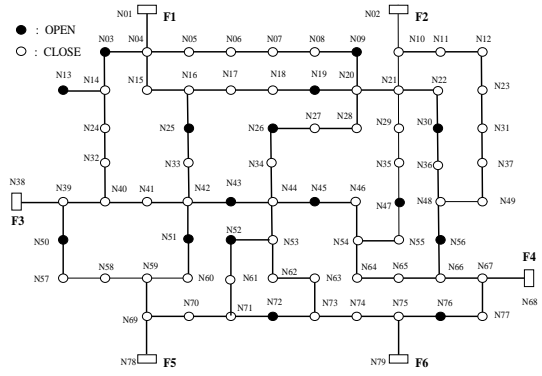 N01 F1 N02 F2
● : OPEN
○ : CLOSE
N03 N04 N05 N06 N07 N08 N09 N10 N11 N12
N13 N14 N15 N16 N17 N18 N19 N20 N21 N22 N23
N24 N25 N26 N27 N28 N29 N30 N31
N32 N33 N34 N35 N36 N37
N38 N39 N40 N41 N42 N43 N44 N45 N46 N47 N48 N49
F3
N50 N51 N52 N53 N54 N55 N56 F4
N57 N58 N59 N60 N61 N62 N63 N64 N65 N66 N67 N68
N69 N70 N71 N72 N73 N74 N75 N76 N77
N78 F5 N79 F6